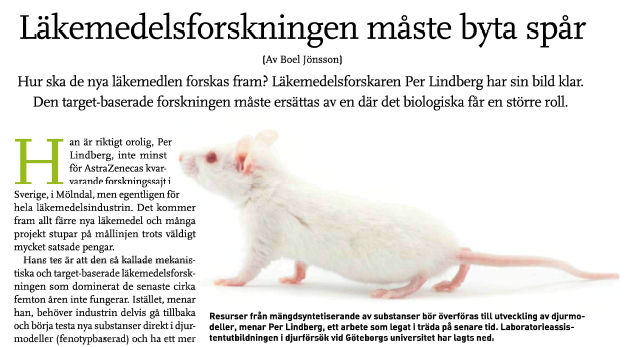 Läkemedelsforskningen måste byta spår
(Av Boel Jönsson)
Hur ska de nya läkemedlen forskas fram? Läkemedelsforskaren Per Lindberg har sin bild klar.
Den target-baserade forskningen måste ersättas av en där det biologiska får en större roll.
Han är riktigt orolig, Per
Lindberg, inte minst
för AstraZenecas kvar-
varande forskningssajt i
Sverige, i Mölndal, men egentligen för
hela läkemedelsindustrin. Det kommer
fram allt färre nya läkemedel och många
projekt stupar på mållinjen trots väldigt
mycket satsade pengar.
Hans tes är att den så kallade mekanis-
tiska och target-baserade läkemedelsforsk-
ningen som dominerat de senaste cirka
femton åren inte fungerar. Istället, menar
han, behöver industrin delvis gå tillbaka
och börja testa nya substanser direkt i djur-
modeller (fenotypbaserad) och ha ett mer
Resurser från mängdsyntetiserande av substanser bör överföras till utveckling av djurmo-
deller, menar Per Lindberg, ett arbete som legat i träda på senare tid. Laboratorieassis-
tentutbildningen i djurförsök vid Göteborgs universitet har lagts ned.